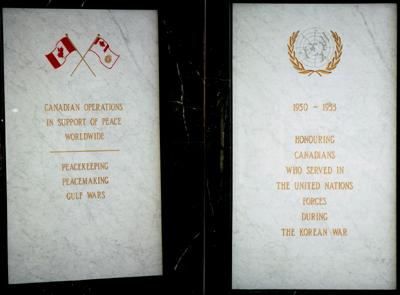 CANADIAN OPERATIONS
IN SUPPORT OF PEACE
WORLDWIDE
PEACEKEEPING
PEACEMAKING
GULF WARS
1950 - 1953
HONOURING
CANADIANS
WHO SERVED IN
THE UNITED NATIONS
FORCES
DURING
THE KOREAN WAR